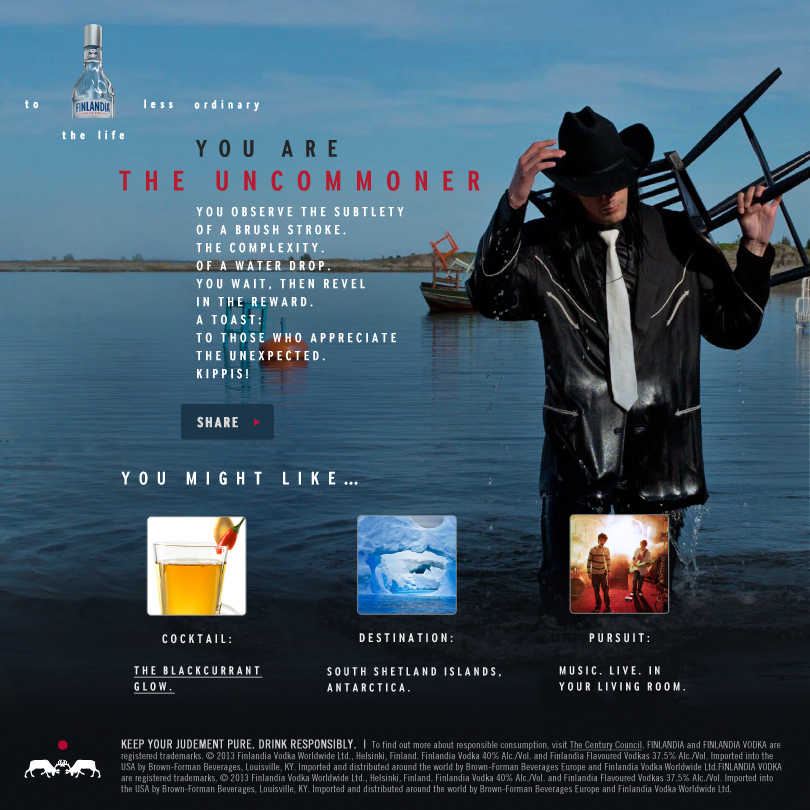 to
FINLANDIA
less ordinary
the life
YOU ARE
THE UNCOMMONER
YOU OBSERVE THE SUBTLETY
OF A BRUSH STROKE.
THE COMPLEXITY.
OF A WATER DROP.
YOU WAIT, THEN REVEL
IN THE REWARD.
A TOAST:
TO THOSE WHO APPRECIATE
THE UNEXPECTED.
KIPPIS!
SHARE
YOU MIGHT LIKE...
COCKTAIL:
THE BLACKCURRANT
GLOW.
DESTINATION:
SOUTH SHETLAND ISLANDS,
ANTARCTICA.
PURSUIT:
MUSIC. LIVE. IN
YOUR LIVING ROOM.
KEEP YOUR JUDEMENT PURE. DRINK RESPONSIBLY. | To find out more about responsible consumption, visit The Century Council. FINLANDIA and FINLANDIA VODKA are
registered trademarks. © 2013 Finlandia Vodka Worldwide Ltd., Helsinki, Finland. Finlandia Vodka 40% Alc./Vol. and Finlandia Flavoured Vodkas 37.5% Alc./Vol. Imported into the
USA by Brown-Forman Beverages, Louisville, KY. Imported and distributed around the world by Brown-Forman Beverages Europe and Finlandia Vodka Worldwide Ltd.FINLANDIA VODKA
are registered trademarks. © 2013 Finlandia Vodka Worldwide Ltd., Helsinki, Finland. Finlandia Vodka 40% Alc./Vol. and Finlandia Flavoured Vodkas 37.5% Alc./Vol. Imported into
the USA by Brown-Forman Beverages, Louisville, KY. Imported and distributed around the world by Brown-Forman Beverages Europe and Finlandia Vodka Worldwide Ltd.